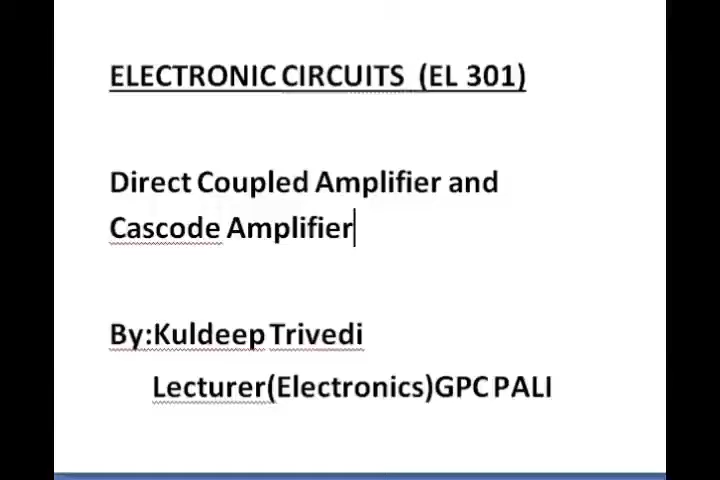 ELECTRONIC CIRCUITS (EL 301)
Direct Coupled Amplifier and
Cascode Amplifier
By:Kuldeep Trivedi
Lecturer(Electronics)GPC PALI